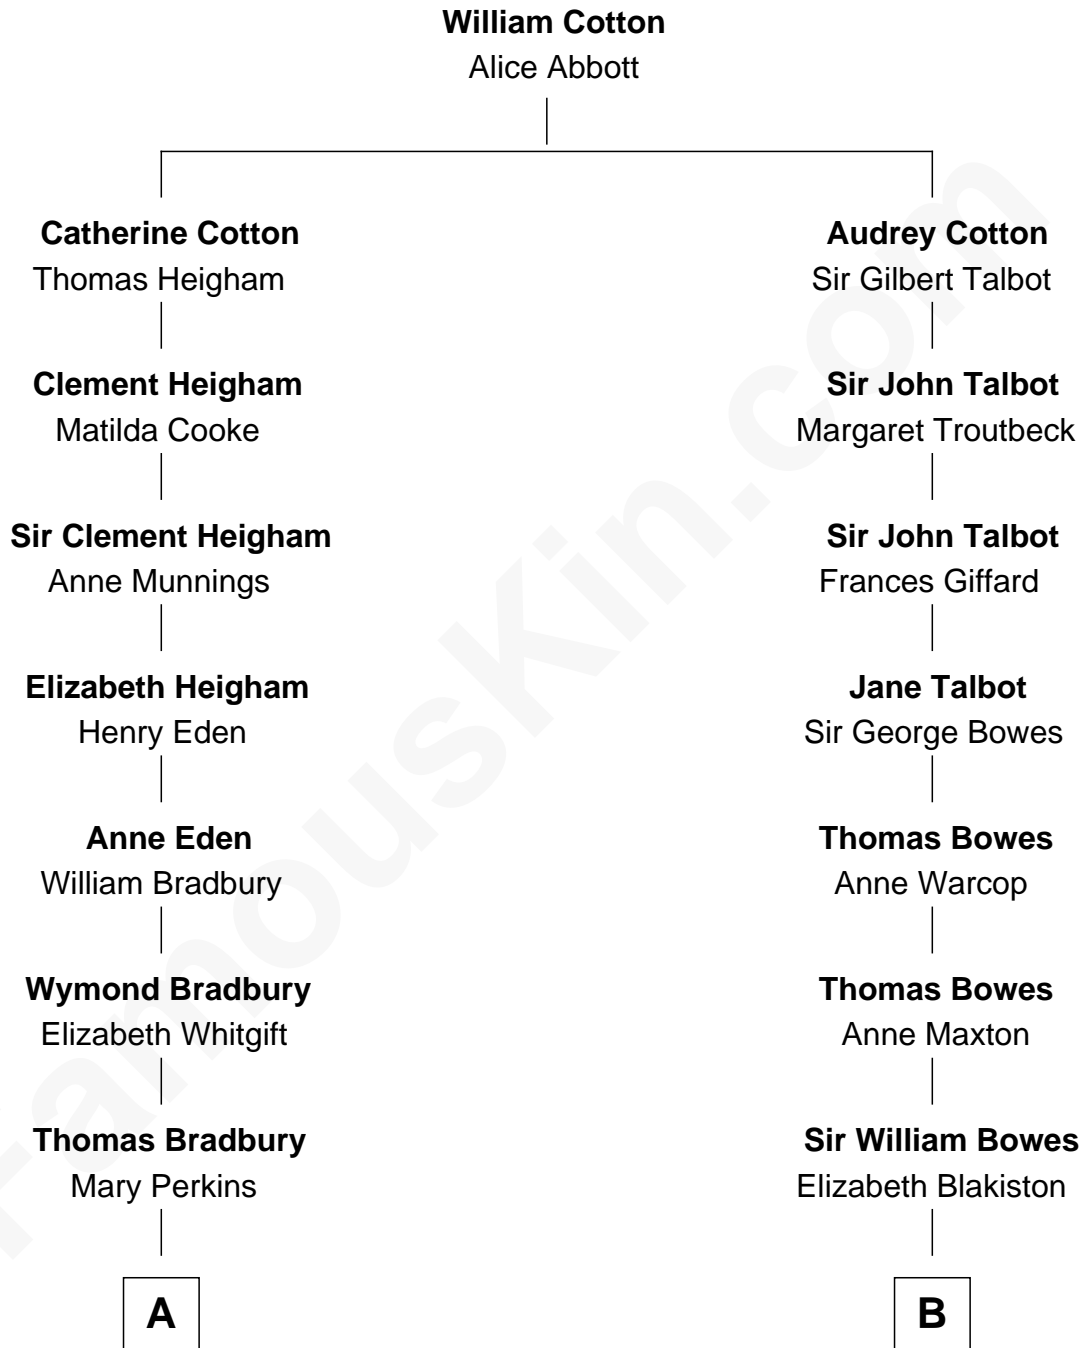 William Cotton
Alice Abbott
Catherine Cotton
Thomas Heigham
Audrey Cotton
Sir Gilbert Talbot
Clement Heigham
Matilda Cooke
Sir John Talbot
Margaret Troutbeck
Sir Clement Heigham
Anne Munnings
Sir John Talbot
Frances Giffard
Elizabeth Heigham
Henry Eden
Jane Talbot
Sir George Bowes
Anne Eden
William Bradbury
Thomas Bowes
Anne Warcop
Wymond Bradbury
Elizabeth Whitgift
Thomas Bowes
Anne Maxton
Thomas Bradbury
Mary Perkins
Sir William Bowes
Elizabeth Blakiston
A
B
FamousKin.com